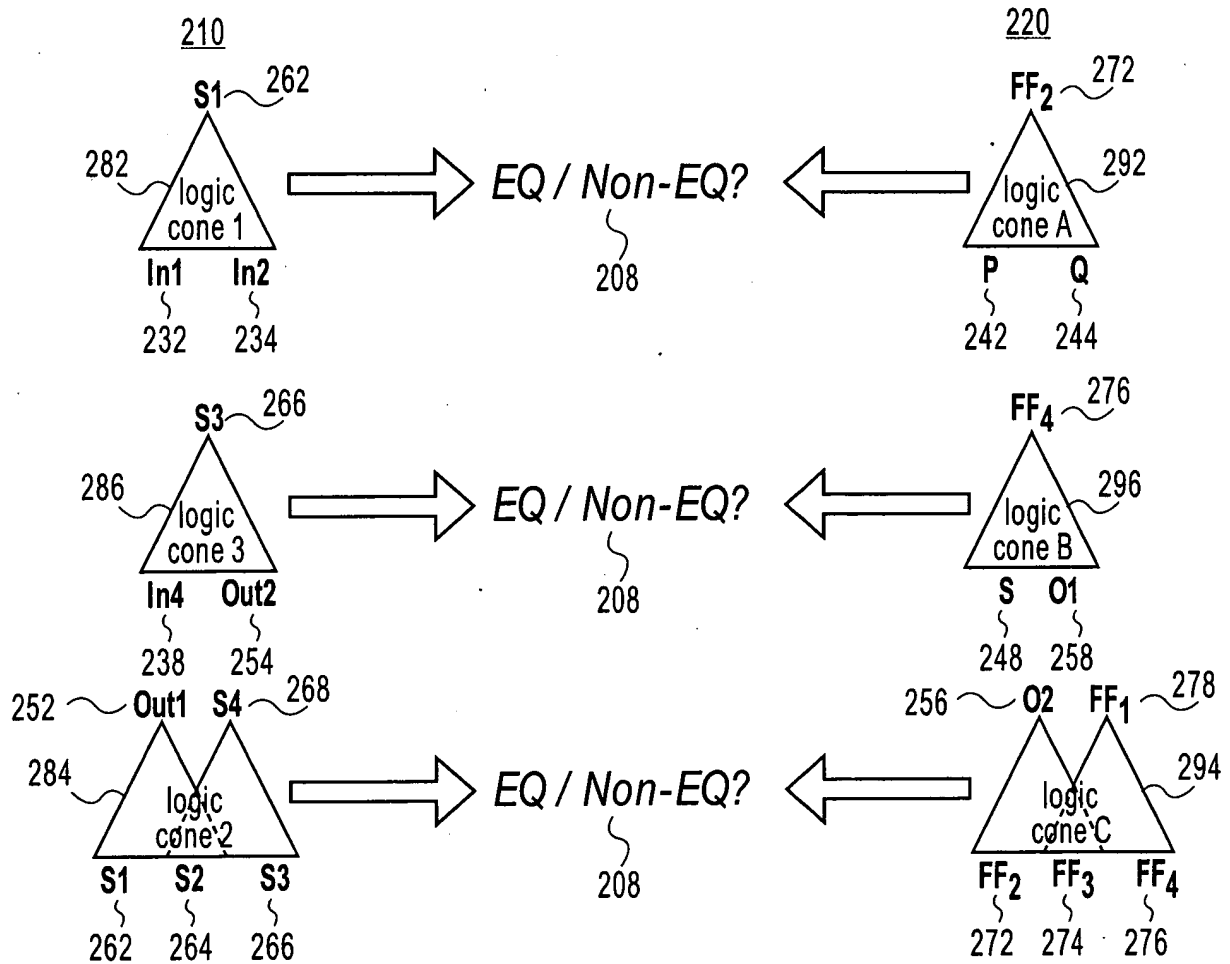 210 220
S1 262 FF2 272
282 logic cone 1 EQ / Non-EQ? logic cone A 292
In1 In2 208 P Q
232 234 242 244
S3 266 FF4 276
286 logic cone 3 EQ / Non-EQ? logic cone B 296
In4 Out2 208 S O1
238 254 248 258
252 Out1 S4 268 256 O2 FF1 278
284 logic cone 2 EQ / Non-EQ? logic cone C 294
S1 S2 S3 208 FF2 FF3 FF4
262 264 266 272 274 276